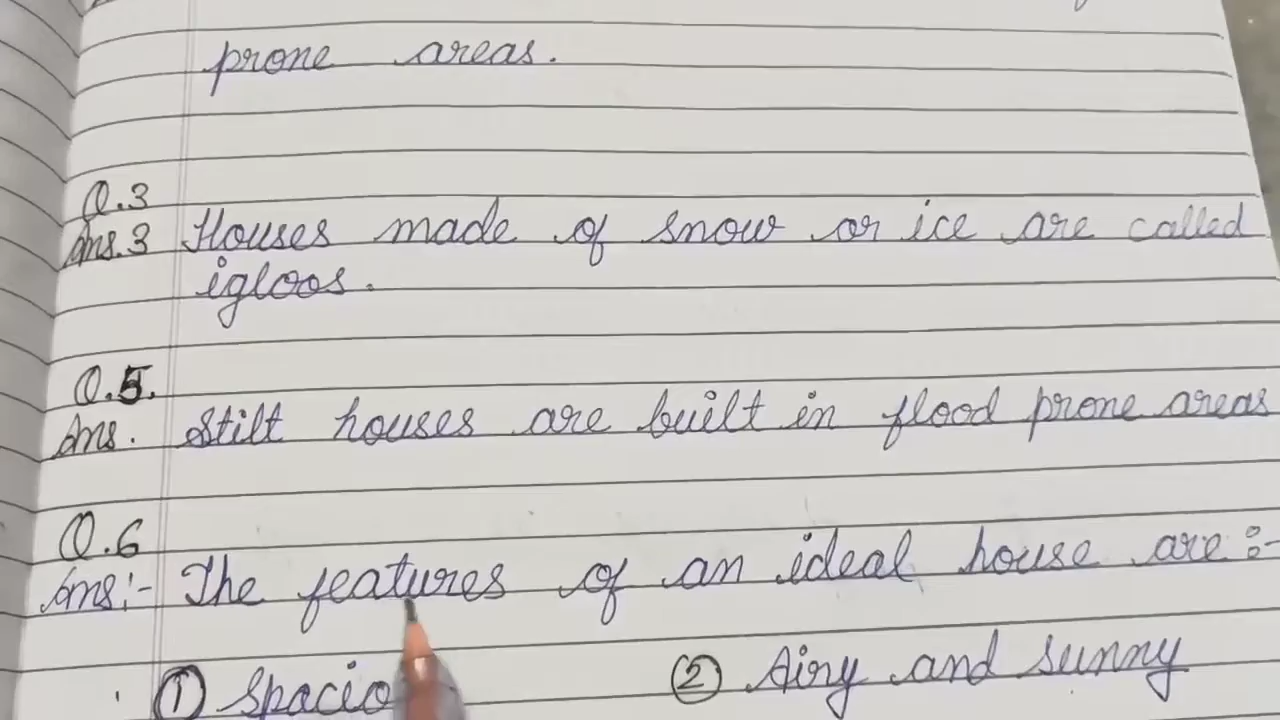 prone areas.
Q.3
Ans.3 Houses made of snow or ice are called
igloos.
Q.5.
Ans. Stilt houses are built in flood prone areas
Q.6
Ans:- The features of an ideal house are :-
① Spacio ② Airy and sunny